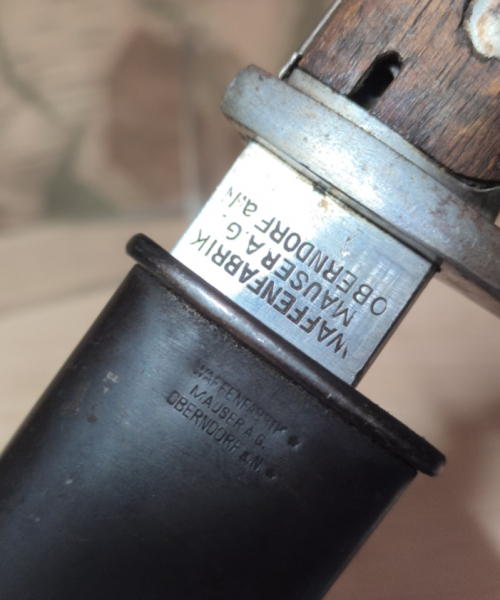 WAFFENFABRIK
MAUSER A.G.
OBERNDORF a./N
WAFFENFABRIK
MAUSER A.G.
OBERNDORF a.N.